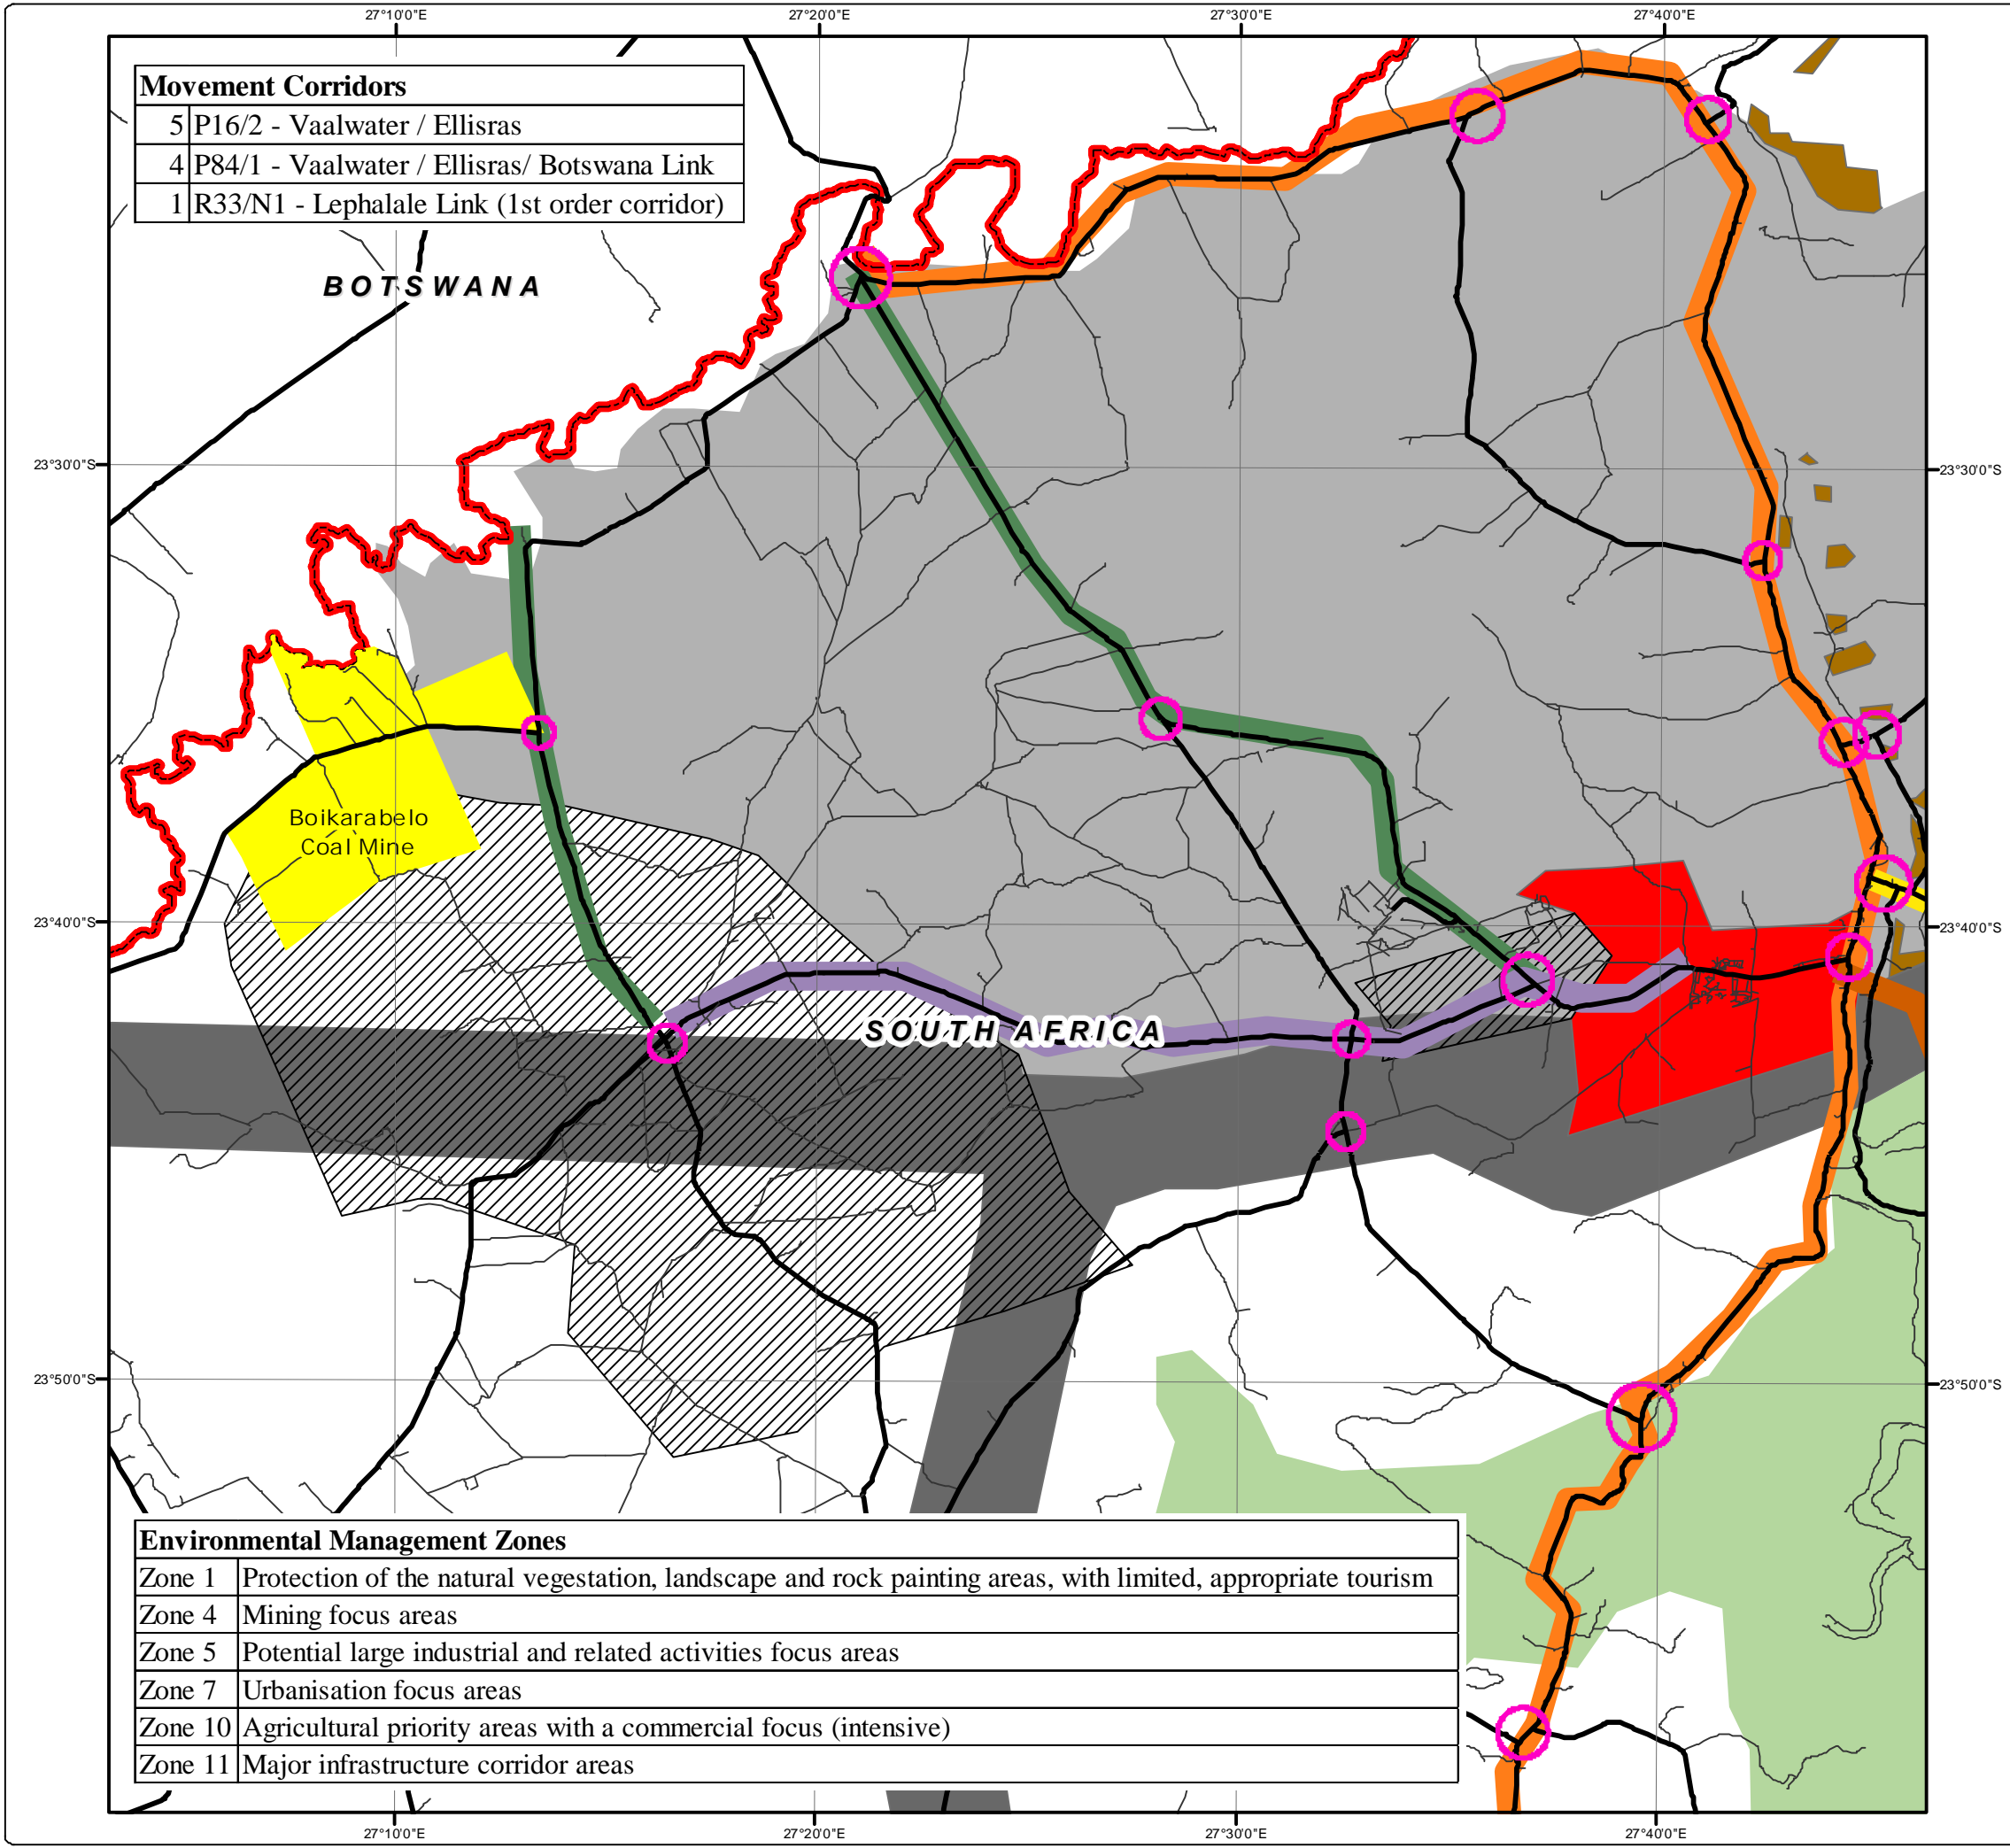 27°10'0"E 27°20'0"E 27°30'0"E 27°40'0"E
Movement Corridors
5 P16/2 - Vaalwater / Ellisras
4 P84/1 - Vaalwater / Ellisras/ Botswana Link
1 R33/N1 - Lephalale Link (1st order corridor)
BOTSWANA
23°30'0"S 23°30'0"S
Boikarabelo
Coal Mine
23°40'0"S 23°40'0"S
SOUTH AFRICA
23°50'0"S 23°50'0"S
Environmental Management Zones
Zone 1 Protection of the natural vegestation, landscape and rock painting areas, with limited, appropriate tourism
Zone 4 Mining focus areas
Zone 5 Potential large industrial and related activities focus areas
Zone 7 Urbanisation focus areas
Zone 10 Agricultural priority areas with a commercial focus (intensive)
Zone 11 Major infrastructure corridor areas
27°10'0"E 27°20'0"E 27°30'0"E 27°40'0"E